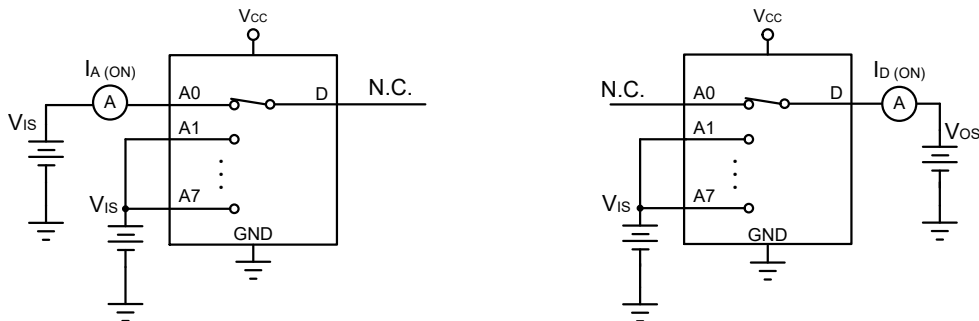 VCC
IA (ON)
A
A0
D
N.C.
VIS
A1
A7
VIS
GND
VCC
ID (ON)
N.C.
A0
D
A
VOS
A1
A7
VIS
GND